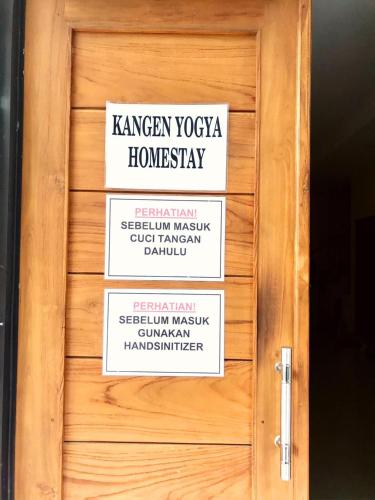 KANGEN YOGYA
HOMESTAY
PERHATIAN!
SEBELUM MASUK
CUCI TANGAN
DAHULU
PERHATIAN!
SEBELUM MASUK
GUNAKAN
HANDSINITIZER